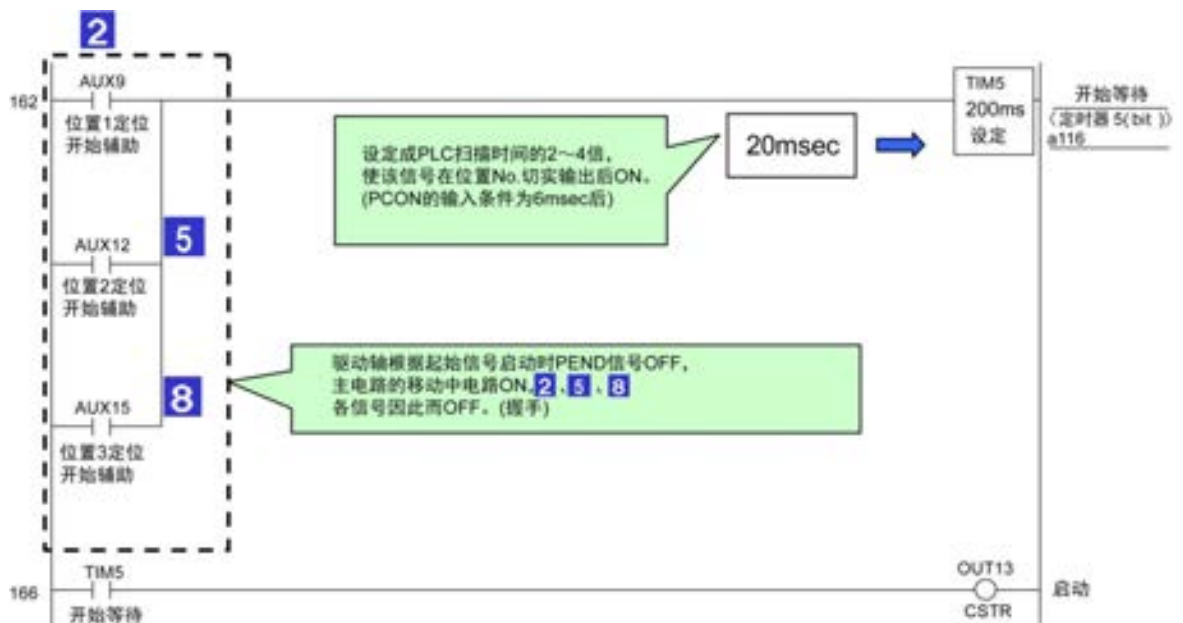 2
AUX9
162
位置1定位
开始辅助
TIM5
200ms
设定
开始等待
(定时器 5(bit ))
a116
设定成PLC扫描时间的2～4倍,
使该信号在位置No.切实输出后ON。
(PCON的输入条件为6msec后)
20msec
AUX12
5
位置2定位
开始辅助
驱动轴根据起始信号启动时PEND信号OFF,
主电路的移动中电路ON,2、5、8
各信号因此而OFF。(握手)
AUX15
8
位置3定位
开始辅助
TIM5
166
开始等待
OUT13
CSTR
启动